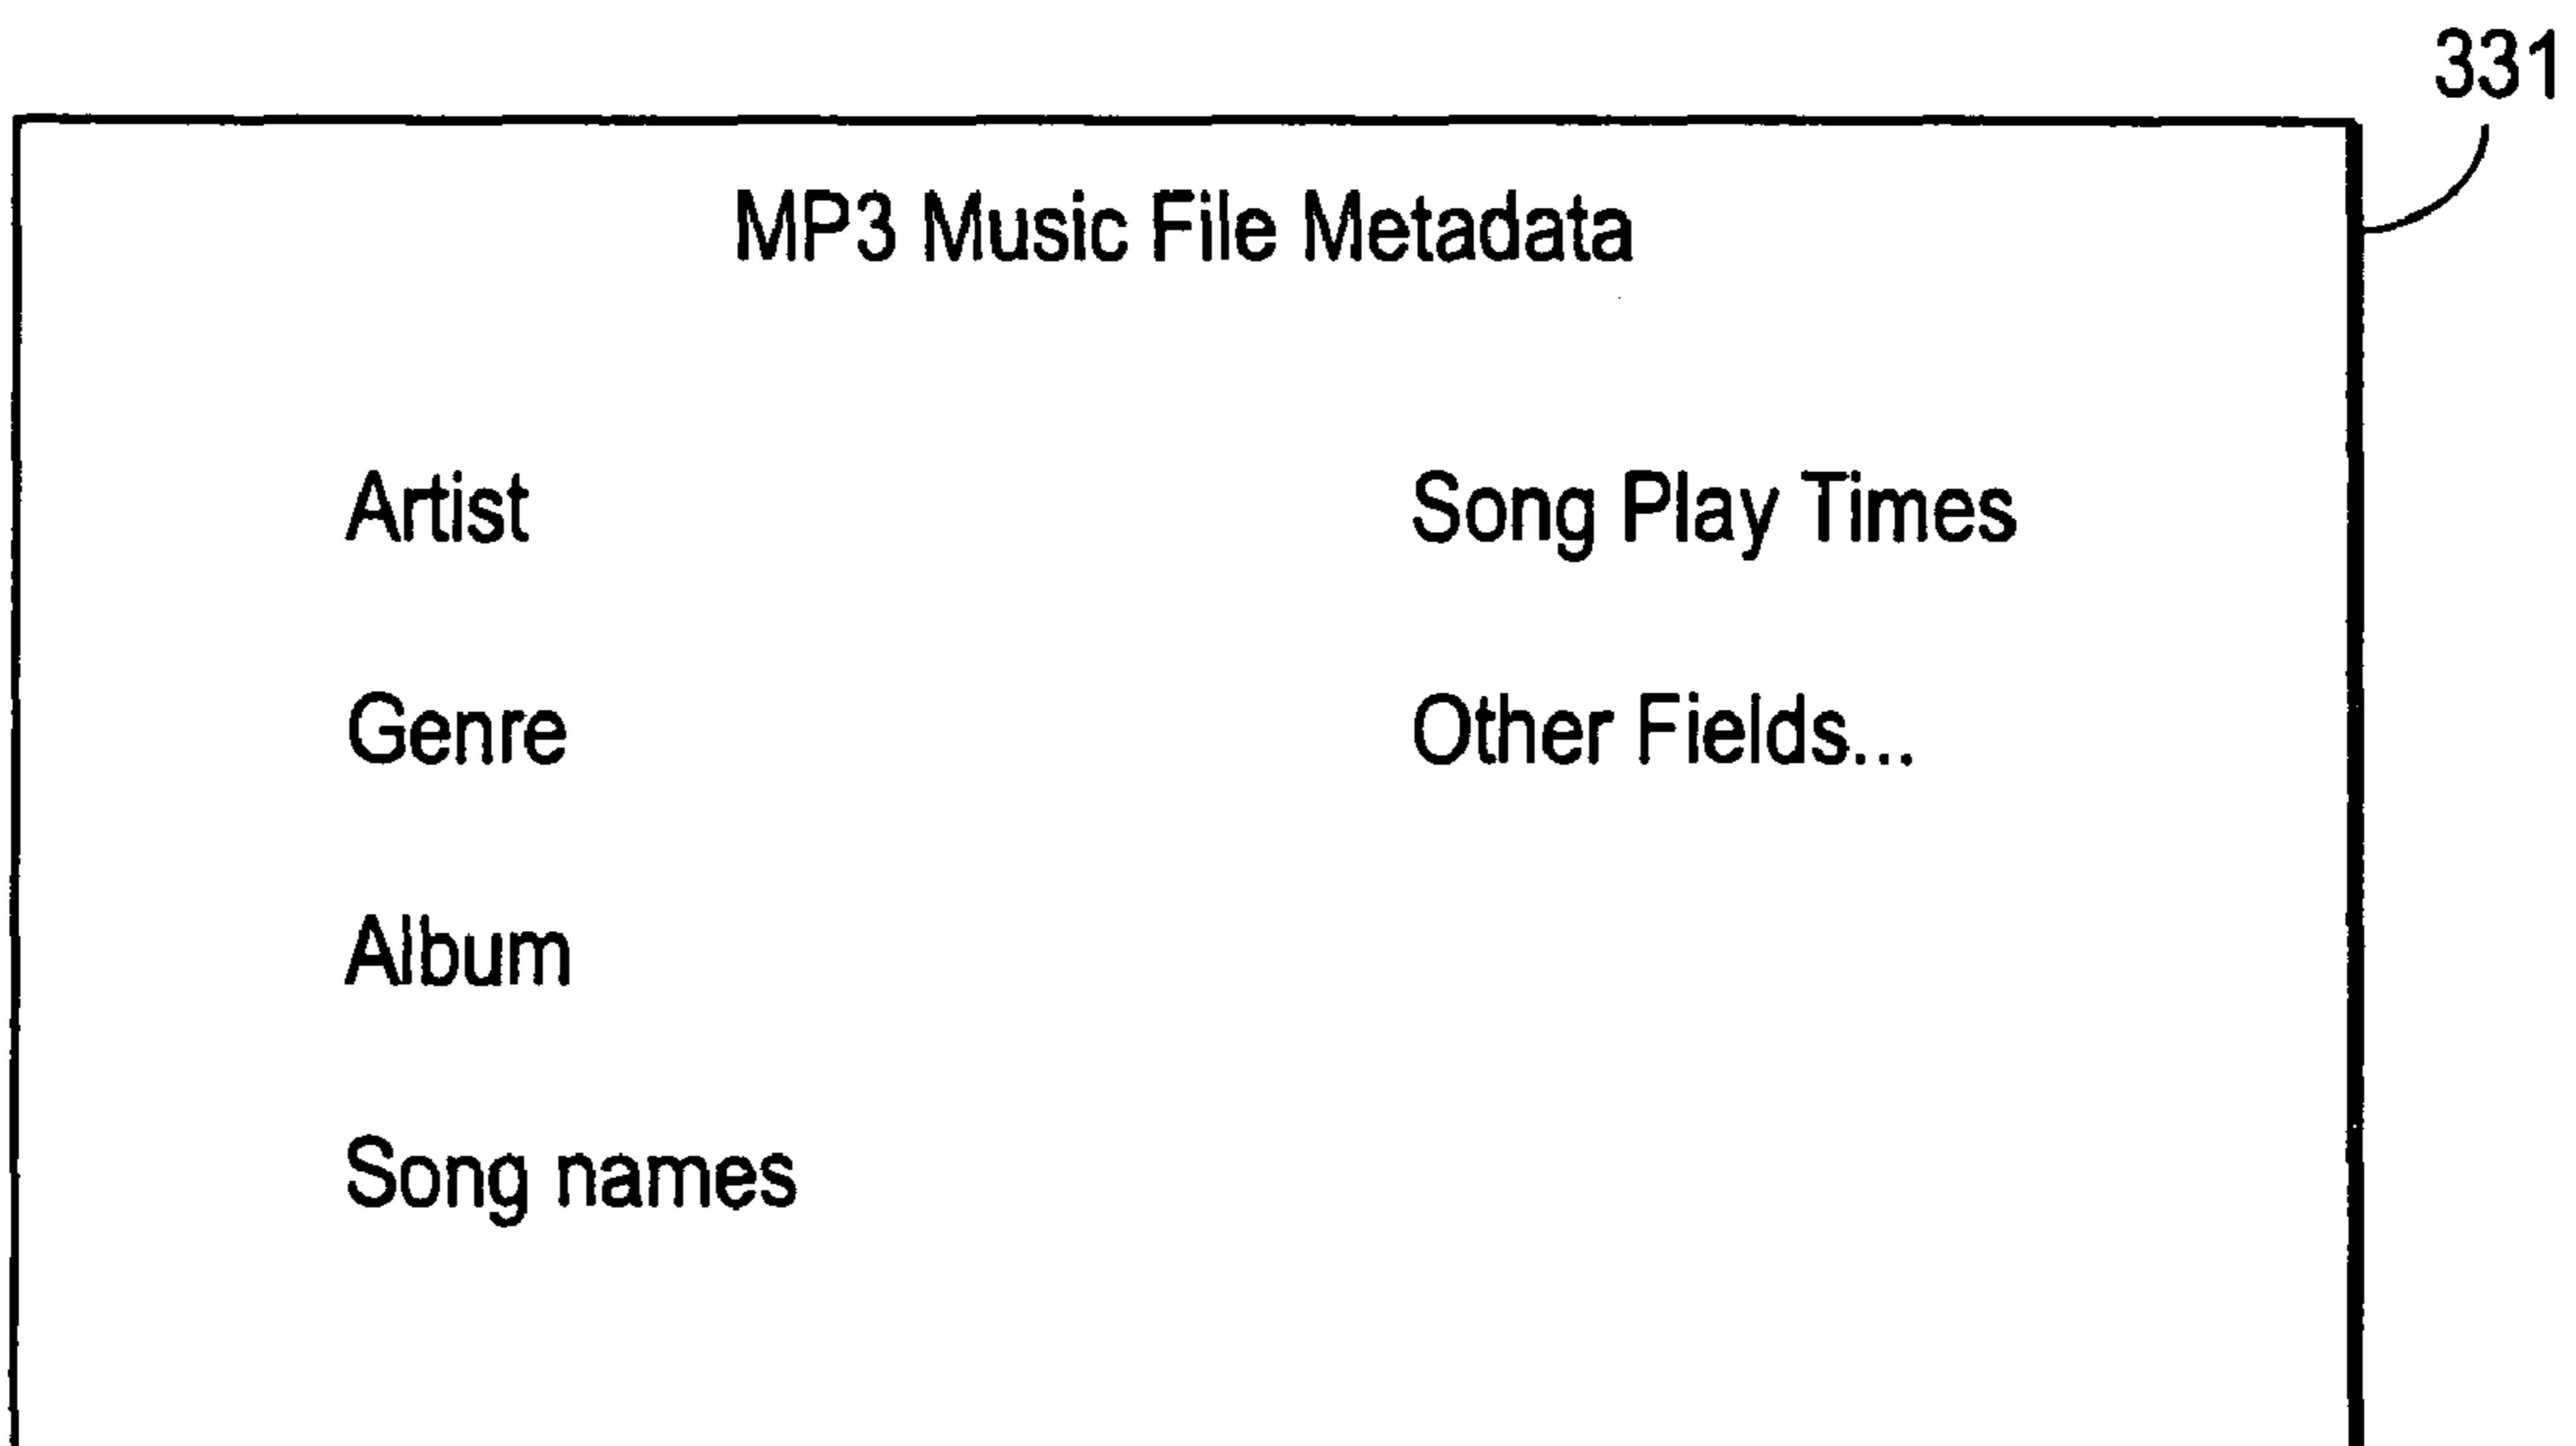 331
MP3 Music File Metadata
Artist
Genre
Album
Song names
Song Play Times
Other Fields...